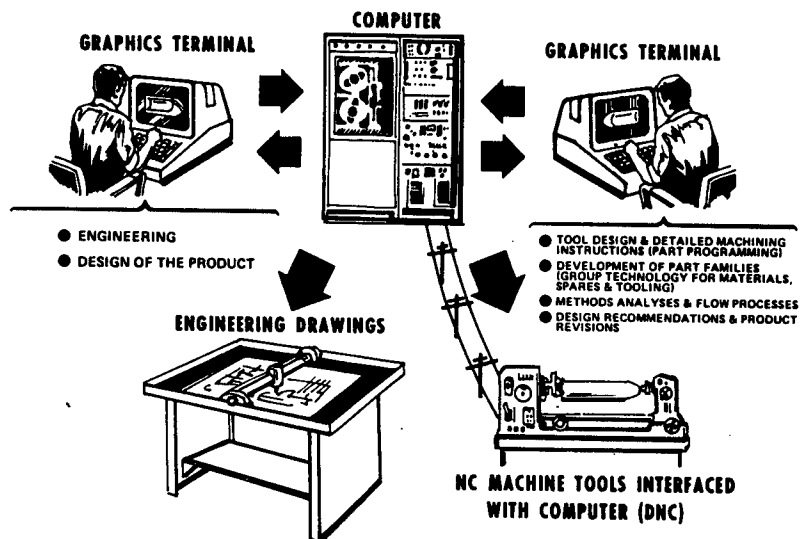 COMPUTER
GRAPHICS TERMINAL
GRAPHICS TERMINAL
● ENGINEERING
● DESIGN OF THE PRODUCT
● TOOL DESIGN & DETAILED MACHINING
INSTRUCTIONS (PART PROGRAMMING)
● DEVELOPMENT OF PART FAMILIES
(GROUP TECHNOLOGY FOR MATERIALS,
SPARES & TOOLING)
● METHODS ANALYSES & FLOW PROCESSES
● DESIGN RECOMMENDATIONS & PRODUCT
REVISIONS
ENGINEERING DRAWINGS
NC MACHINE TOOLS INTERFACED
WITH COMPUTER (DNC)